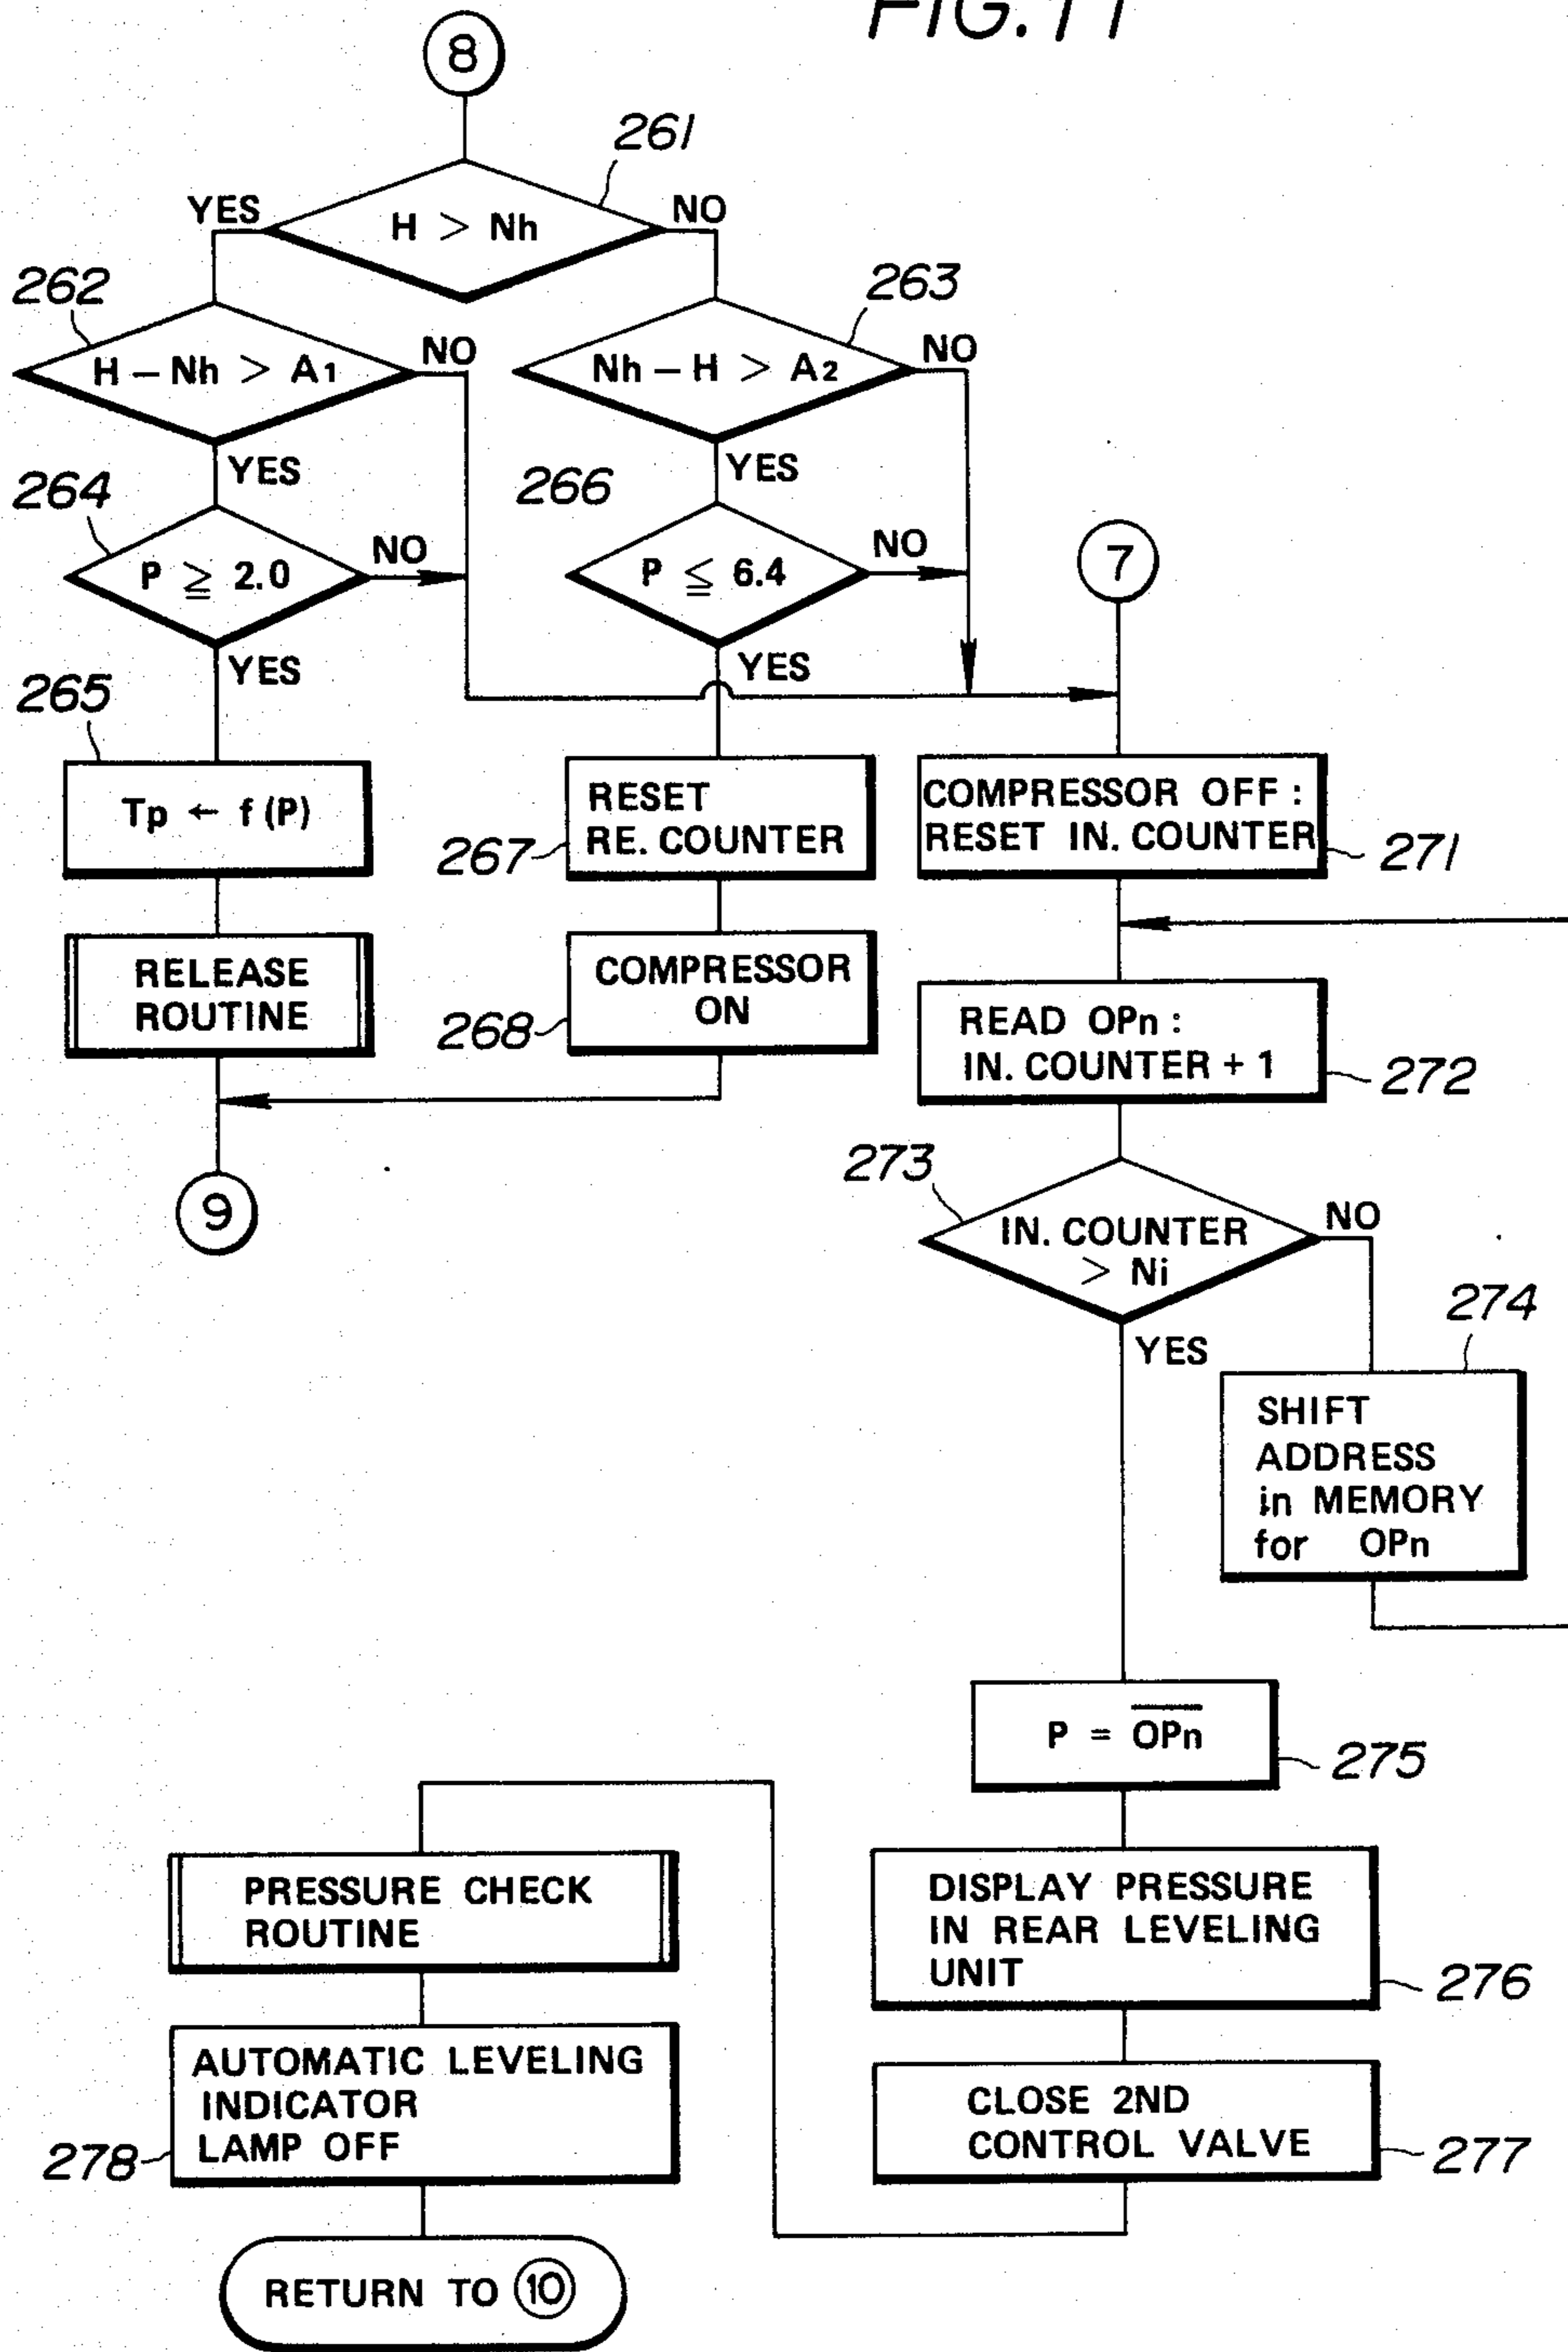 FIG. 11
8
261
YES
H > Nh
NO
262
263
H – Nh > A1
NO
Nh – H > A2
NO
YES
YES
264
266
P ≧ 2.0
NO
P ≦ 6.4
NO
7
YES
YES
265
Tp ← f (P)
RESET
RE. COUNTER
267
COMPRESSOR OFF :
RESET IN. COUNTER
271
RELEASE
ROUTINE
COMPRESSOR
ON
268
READ OPn :
IN. COUNTER + 1
272
9
273
IN. COUNTER
> Ni
NO
YES
274
SHIFT
ADDRESS
in MEMORY
for OPn
P = O̅P̅n̅
275
PRESSURE CHECK
ROUTINE
DISPLAY PRESSURE
IN REAR LEVELING
UNIT
276
AUTOMATIC LEVELING
INDICATOR
LAMP OFF
278
CLOSE 2ND
CONTROL VALVE
277
RETURN TO 10